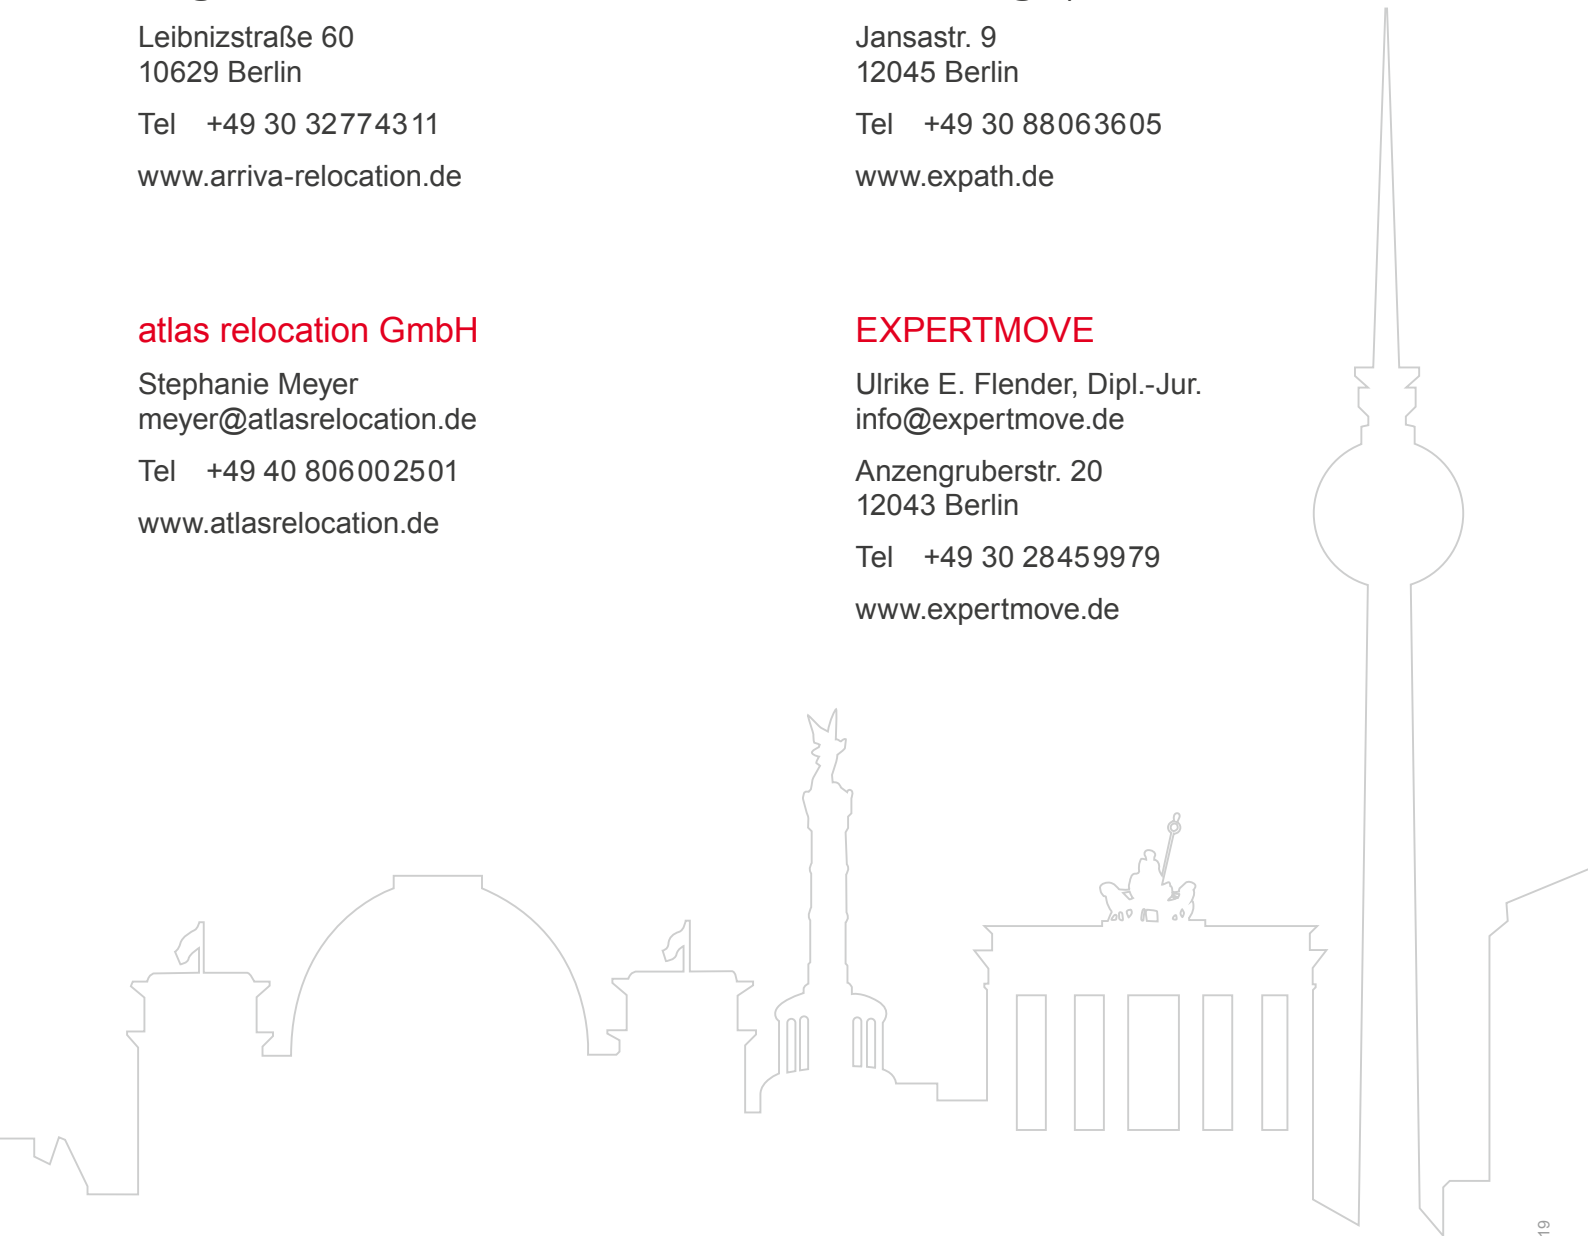 Leibnizstraße 60
10629 Berlin
Tel +49 30 32774311
www.arriva-relocation.de
atlas relocation GmbH
Stephanie Meyer
meyer@atlasrelocation.de
Tel +49 40 806002501
www.atlasrelocation.de
Jansastr. 9
12045 Berlin
Tel +49 30 88063605
www.expath.de
EXPERTMOVE
Ulrike E. Flender, Dipl.-Jur.
info@expertmove.de
Anzengruberstr. 20
12043 Berlin
Tel +49 30 28459979
www.expertmove.de
19